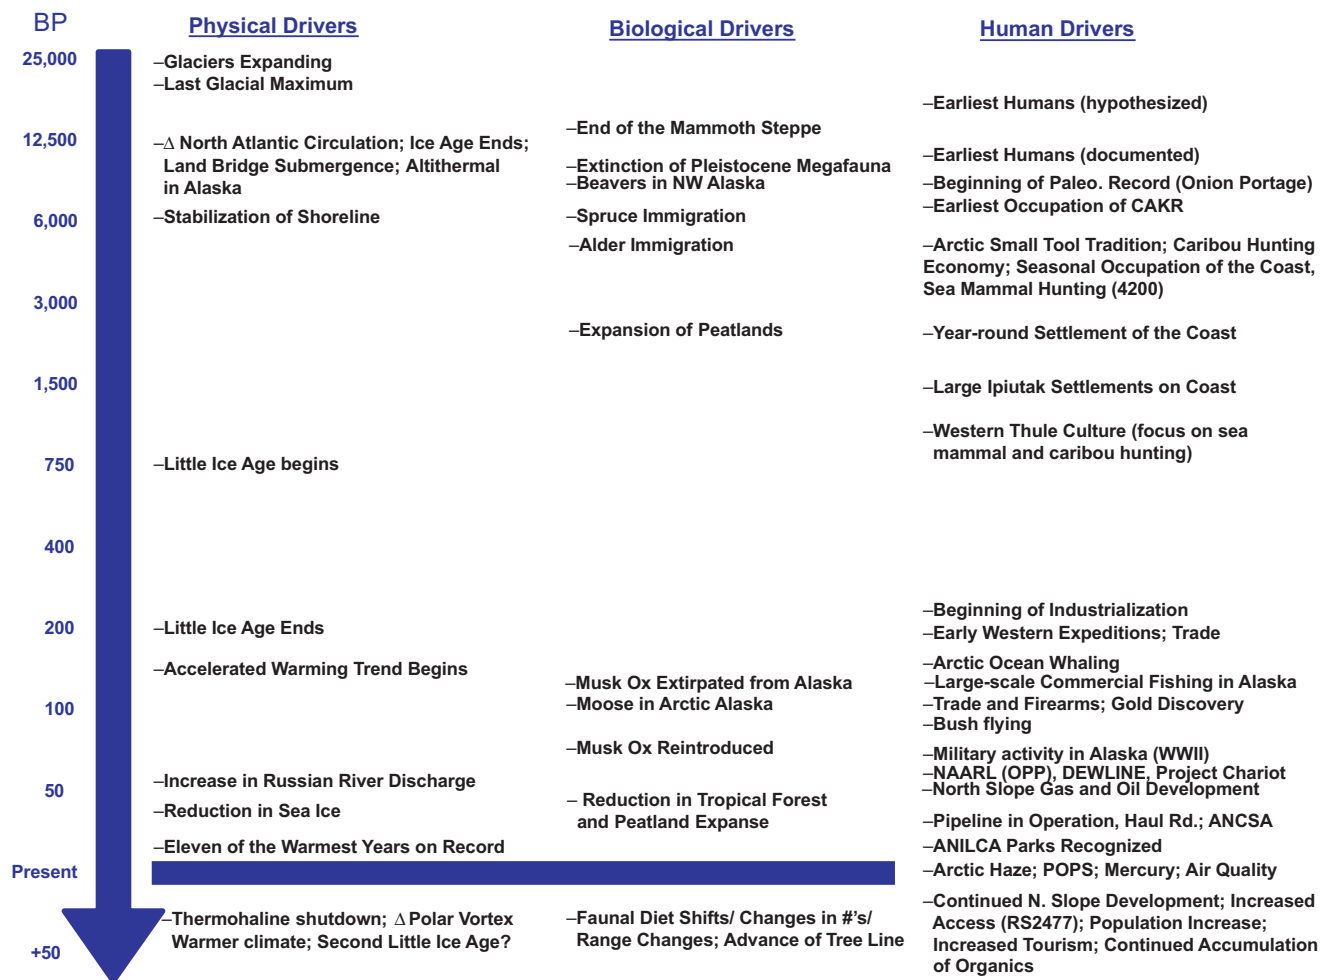 BP
Physical Drivers
Biological Drivers
Human Drivers
25,000
–Glaciers Expanding
–Last Glacial Maximum
–Earliest Humans (hypothesized)
–End of the Mammoth Steppe
12,500
–Δ North Atlantic Circulation; Ice Age Ends;
Land Bridge Submergence; Altithermal
in Alaska
–Earliest Humans (documented)
–Extinction of Pleistocene Megafauna
–Beavers in NW Alaska
–Beginning of Paleo. Record (Onion Portage)
–Earliest Occupation of CAKR
6,000
–Stabilization of Shoreline
–Spruce Immigration
–Alder Immigration
–Arctic Small Tool Tradition; Caribou Hunting
Economy; Seasonal Occupation of the Coast,
Sea Mammal Hunting (4200)
3,000
–Expansion of Peatlands
–Year-round Settlement of the Coast
1,500
–Large Ipiutak Settlements on Coast
–Western Thule Culture (focus on sea
mammal and caribou hunting)
750
–Little Ice Age begins
400
–Beginning of Industrialization
200
–Little Ice Age Ends
–Early Western Expeditions; Trade
–Accelerated Warming Trend Begins
–Arctic Ocean Whaling
–Musk Ox Extirpated from Alaska
–Large-scale Commercial Fishing in Alaska
100
–Moose in Arctic Alaska
–Trade and Firearms; Gold Discovery
–Bush flying
–Musk Ox Reintroduced
–Military activity in Alaska (WWII)
–NAARL (OPP), DEWLINE, Project Chariot
–Increase in Russian River Discharge
50
–North Slope Gas and Oil Development
–Reduction in Sea Ice
– Reduction in Tropical Forest
and Peatland Expanse
–Pipeline in Operation, Haul Rd.; ANCSA
–Eleven of the Warmest Years on Record
–ANILCA Parks Recognized
Present
–Arctic Haze; POPS; Mercury; Air Quality
–Thermohaline shutdown; Δ Polar Vortex
Warmer climate; Second Little Ice Age?
–Faunal Diet Shifts/ Changes in #'s/
Range Changes; Advance of Tree Line
–Continued N. Slope Development; Increased
Access (RS2477); Population Increase;
Increased Tourism; Continued Accumulation
of Organics
+50